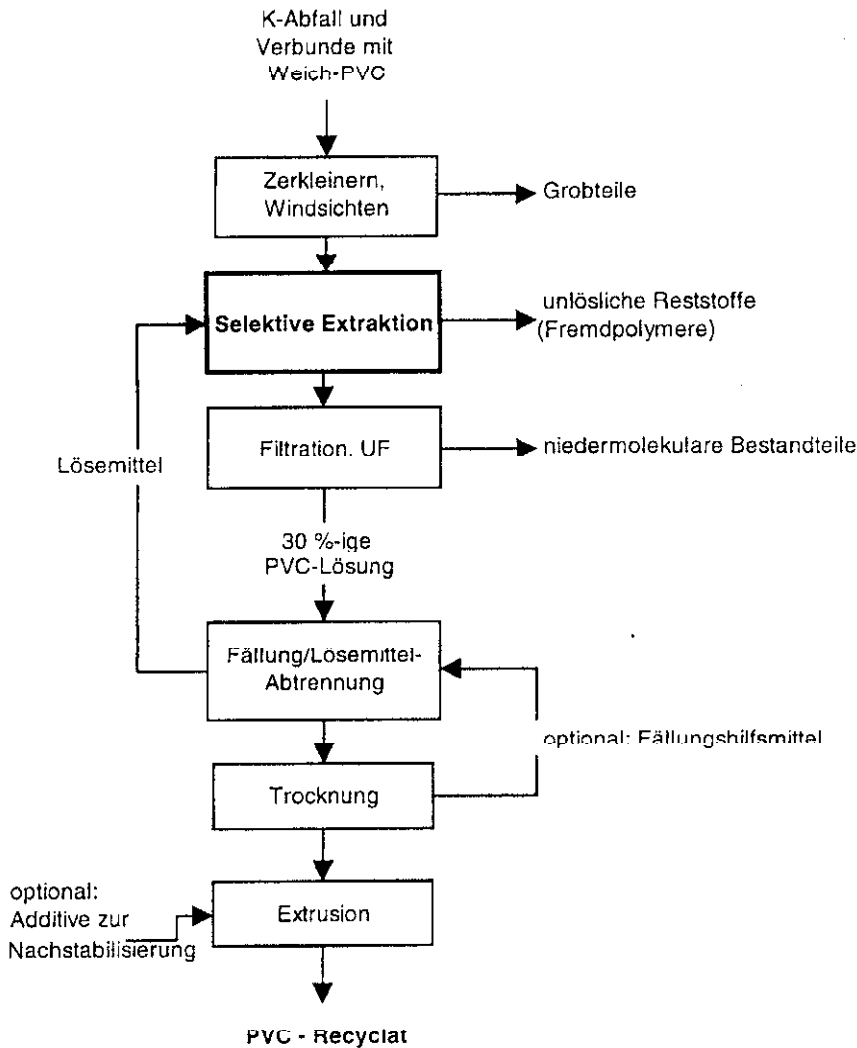 K-Abfall und
Verbunde mit
Weich-PVC
Zerkleinern,
Windsichten
Grobteile
Selektive Extraktion
unlösliche Reststoffe
(Fremdpolymere)
Filtration. UF
niedermolekulare Bestandteile
Lösemittel
30 %-ige
PVC-Lösung
Fällung/Lösemittel-
Abtrennung
optional: Fällungshilfsmittel
Trocknung
optional:
Additive zur
Nachstabilisierung
Extrusion
PVC - Recyclat